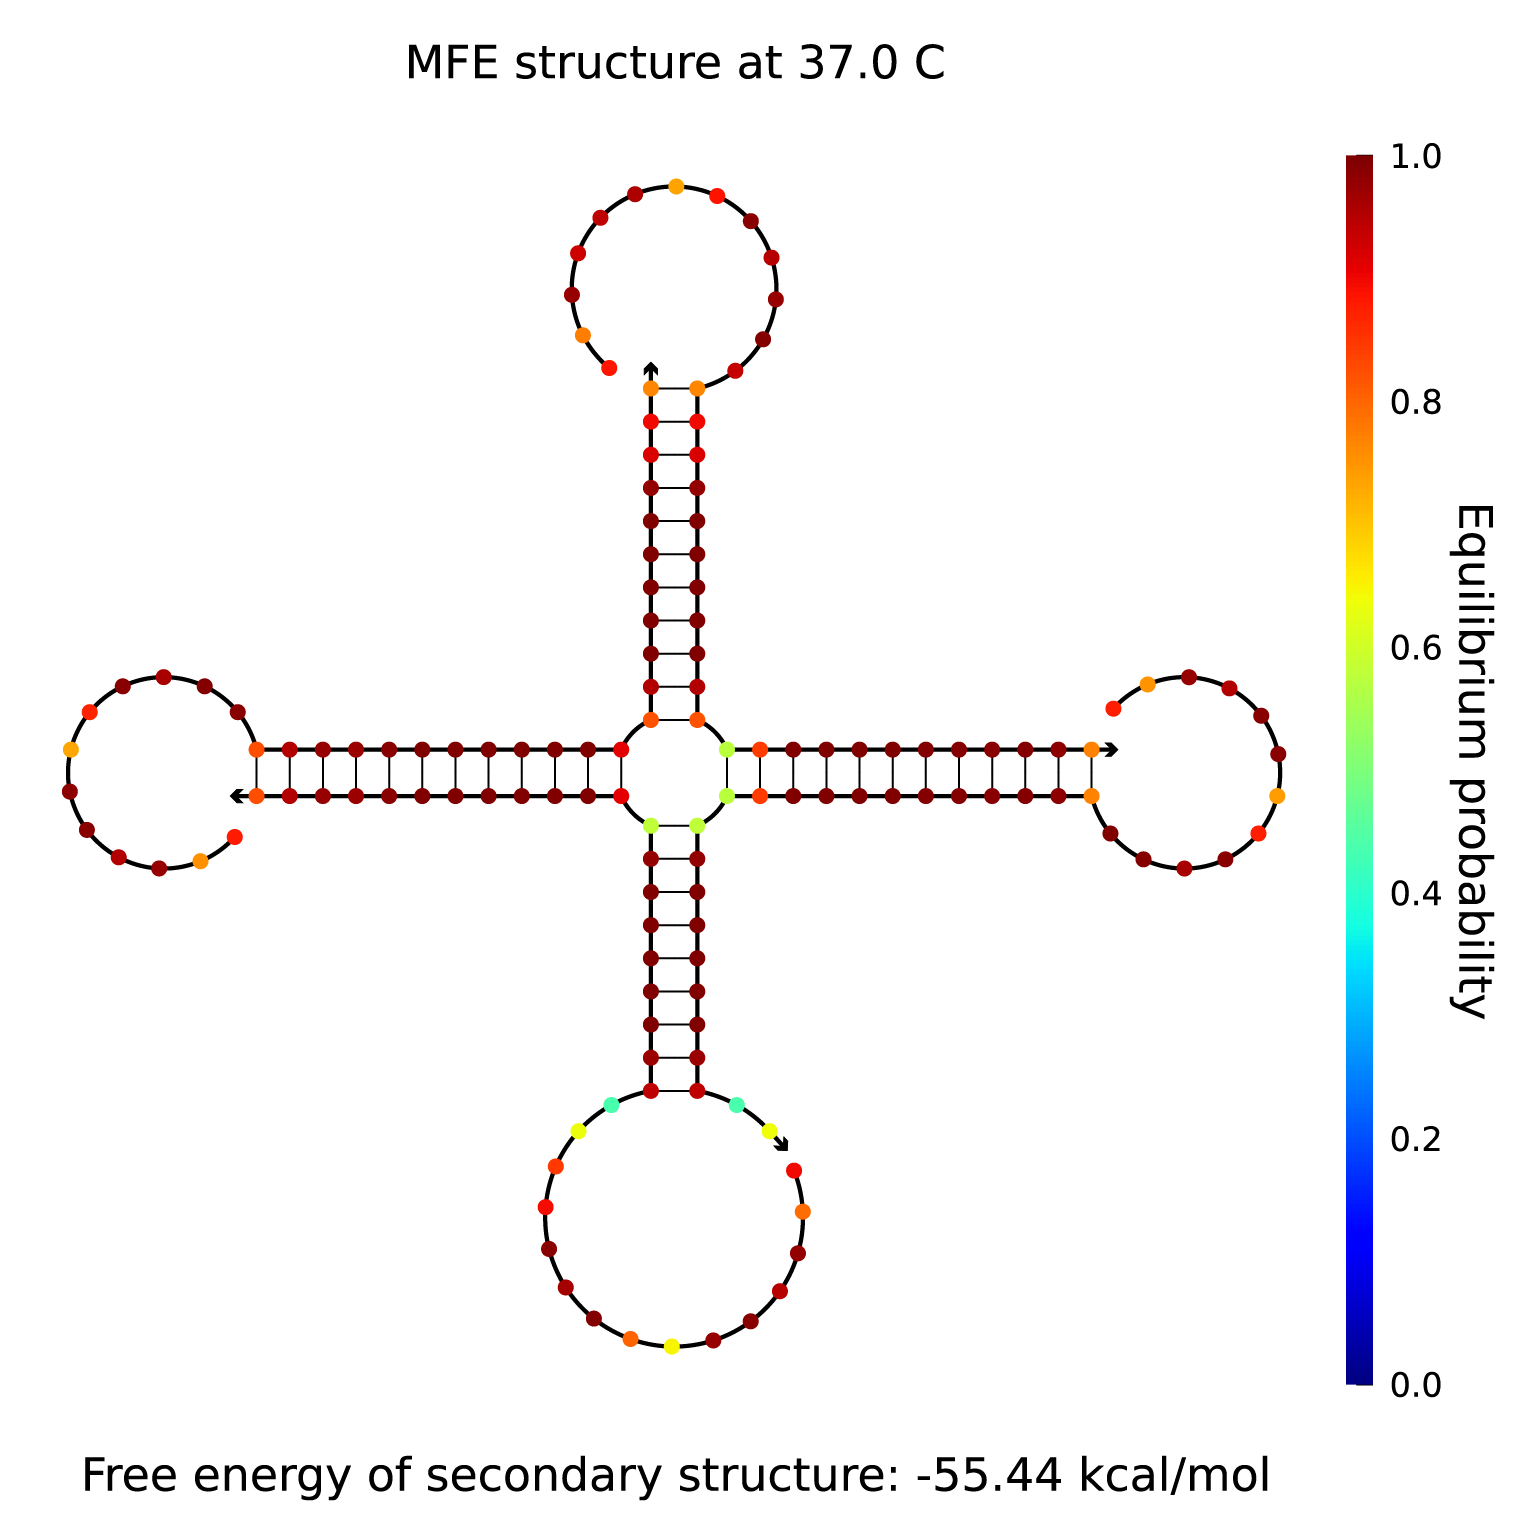 MFE structure at 37.0 C
1.0
0.8
0.6
0.4
0.2
0.0
Equilibrium probability
Free energy of secondary structure: -55.44 kcal/mol